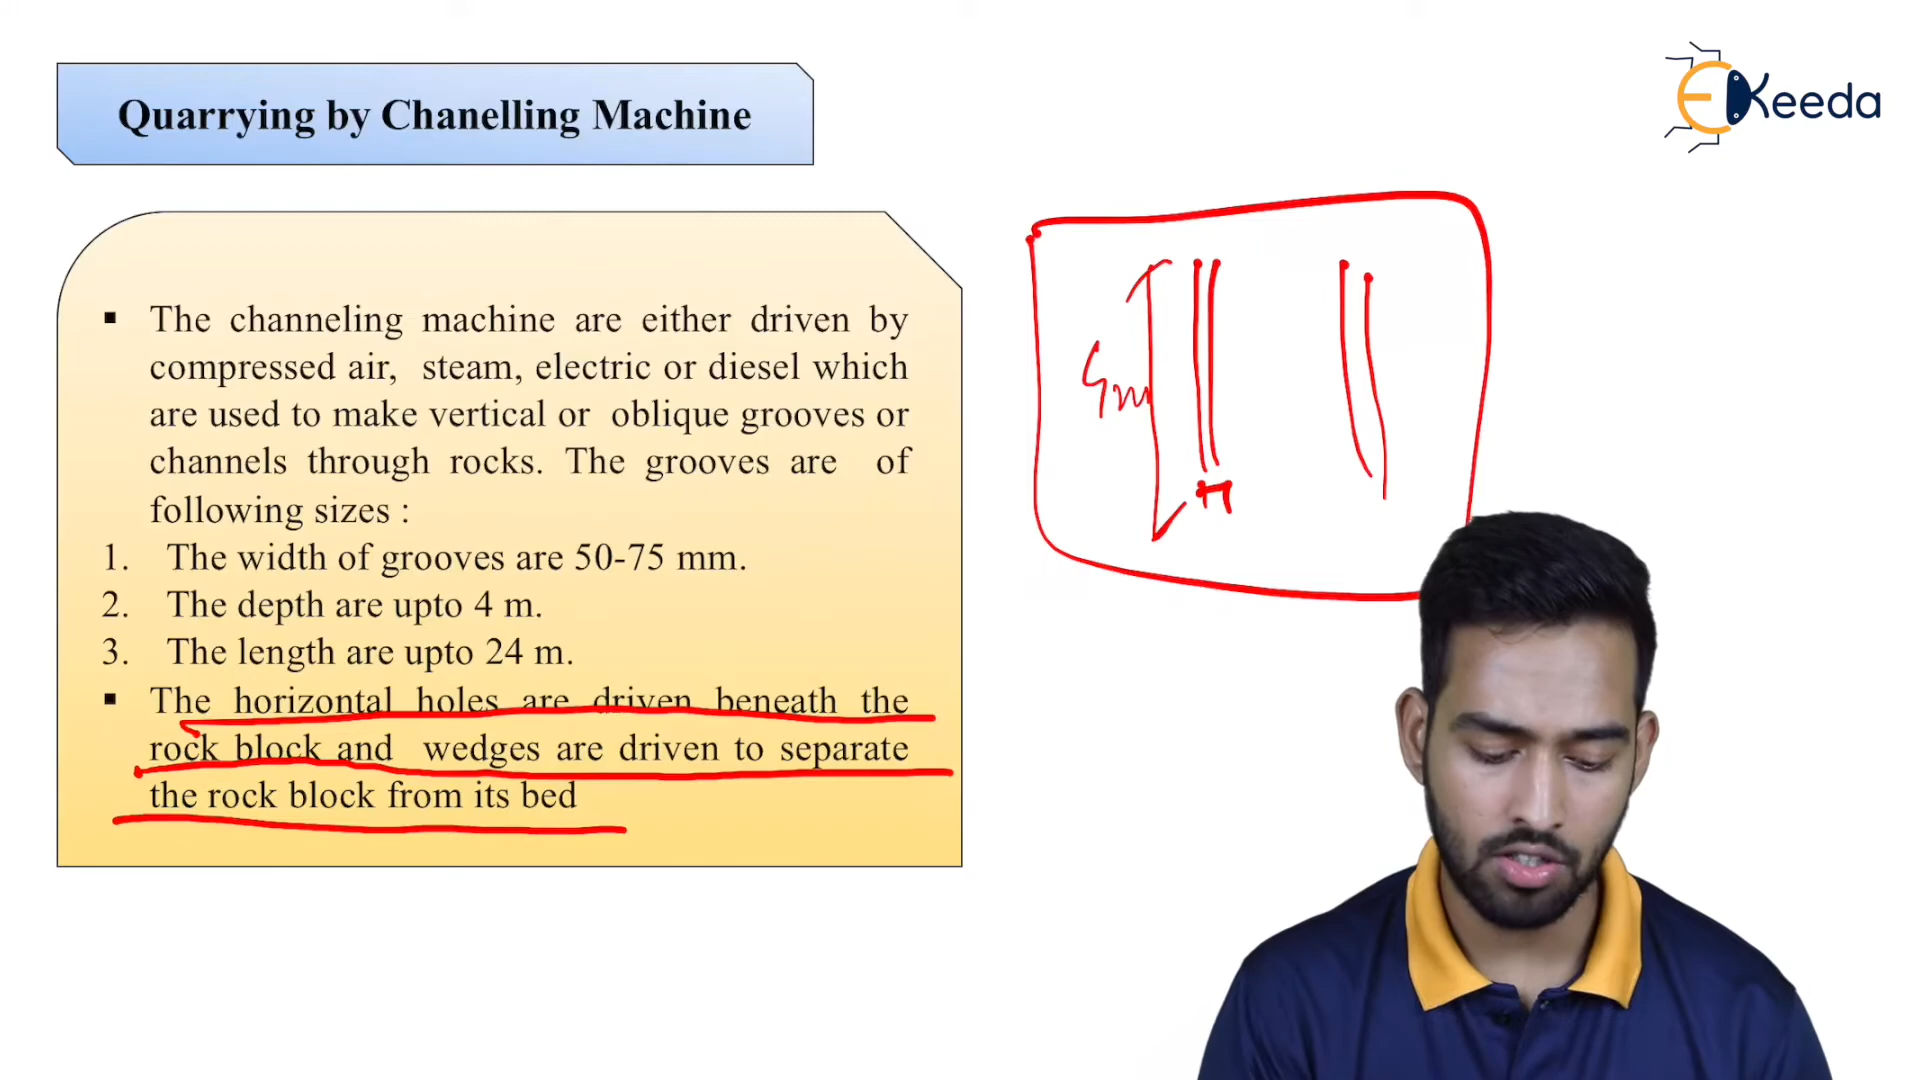 Quarrying by Chanelling Machine
EKeeda
▪ The channeling machine are either driven by
compressed air, steam, electric or diesel which
are used to make vertical or oblique grooves or
channels through rocks. The grooves are of
following sizes :
1. The width of grooves are 50-75 mm.
2. The depth are upto 4 m.
3. The length are upto 24 m.
▪ The horizontal holes are driven beneath the
rock block and wedges are driven to separate
the rock block from its bed